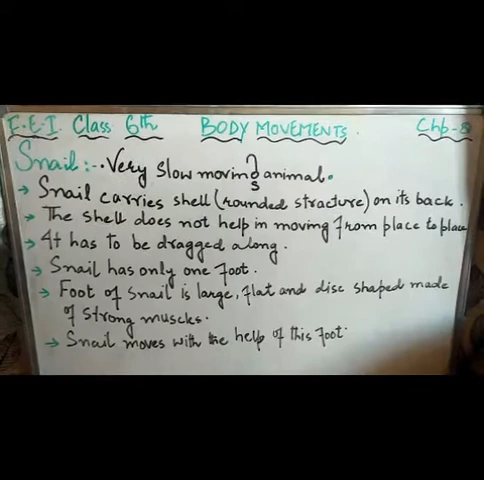 F.E.I. Class 6th BODY MOVEMENTS. Chp-8
Snail:- Very slow moving animal.
s
→ Snail carries shell (rounded stracture) on its back.
→ The shell does not help in moving from place to place
→ It has to be dragged along.
→ Snail has only one foot.
→ Foot of snail is large, flat and disc shaped made
of strong muscles.
→ Snail moves with the help of this foot.